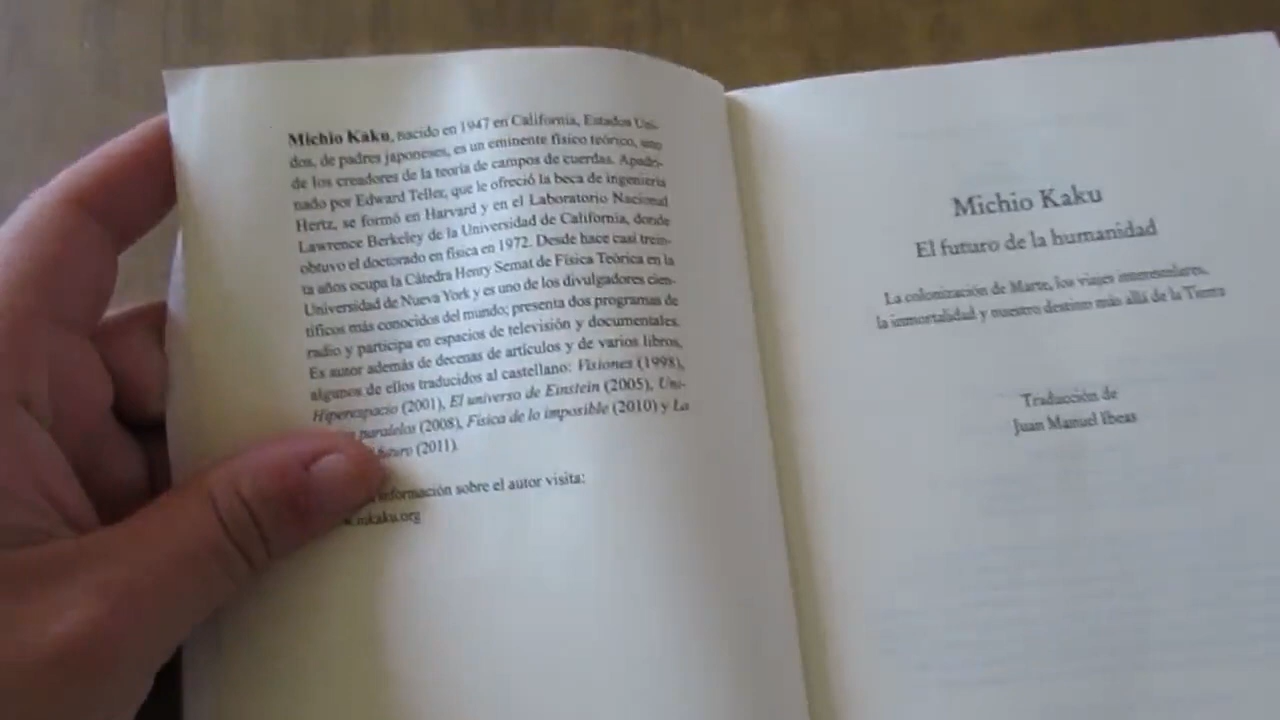 Michio Kaku, nacido en 1947 en California, Estados Uni-
dos, de padres japoneses, es un eminente físico teórico, uno
de los creadores de la teoría de campos de cuerdas. Apadri-
nado por Edward Teller, que le ofreció la beca de ingeniería
Hertz, se formó en Harvard y en el Laboratorio Nacional
Lawrence Berkeley de la Universidad de California, donde
obtuvo el doctorado en física en 1972. Desde hace casi trein-
ta años ocupa la Cátedra Henry Semat de Física Teórica en la
Universidad de Nueva York y es uno de los divulgadores cien-
tíficos más conocidos del mundo; presenta dos programas de
radio y participa en espacios de televisión y documentales.
Es autor además de decenas de artículos y de varios libros,
algunos de ellos traducidos al castellano: Visiones (1998),
Hiperespacio (2001), El universo de Einstein (2005), Uni-
paralelos (2008), Física de lo imposible (2010) y La
futuro (2011).
información sobre el autor visita:
mkaku.org
Michio Kaku
El futuro de la humanidad
La colonización de Marte, los viajes interestelares,
la inmortalidad y nuestro destino más allá de la Tierra
Traducción de
Juan Manuel Ibeas